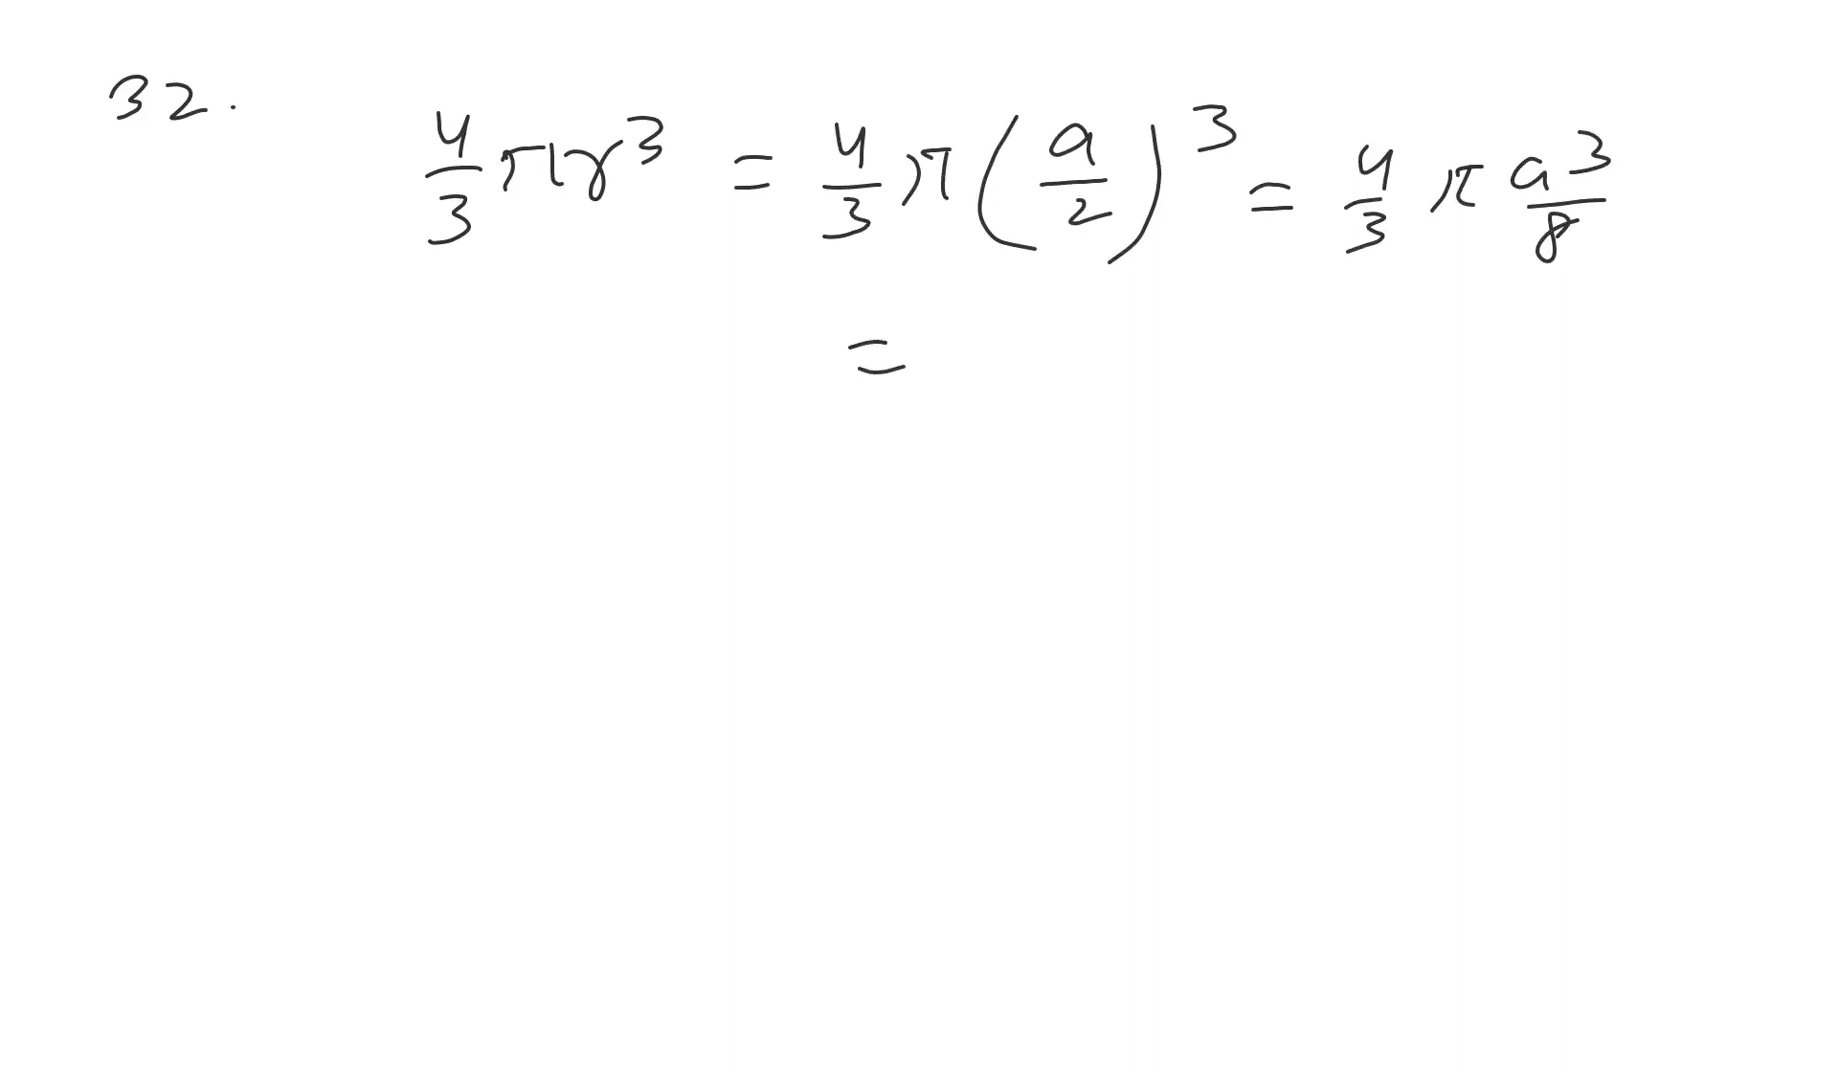 32.
4/3 πr³ = 4/3 π(a/2)³ = 4/3 π a³/8
=